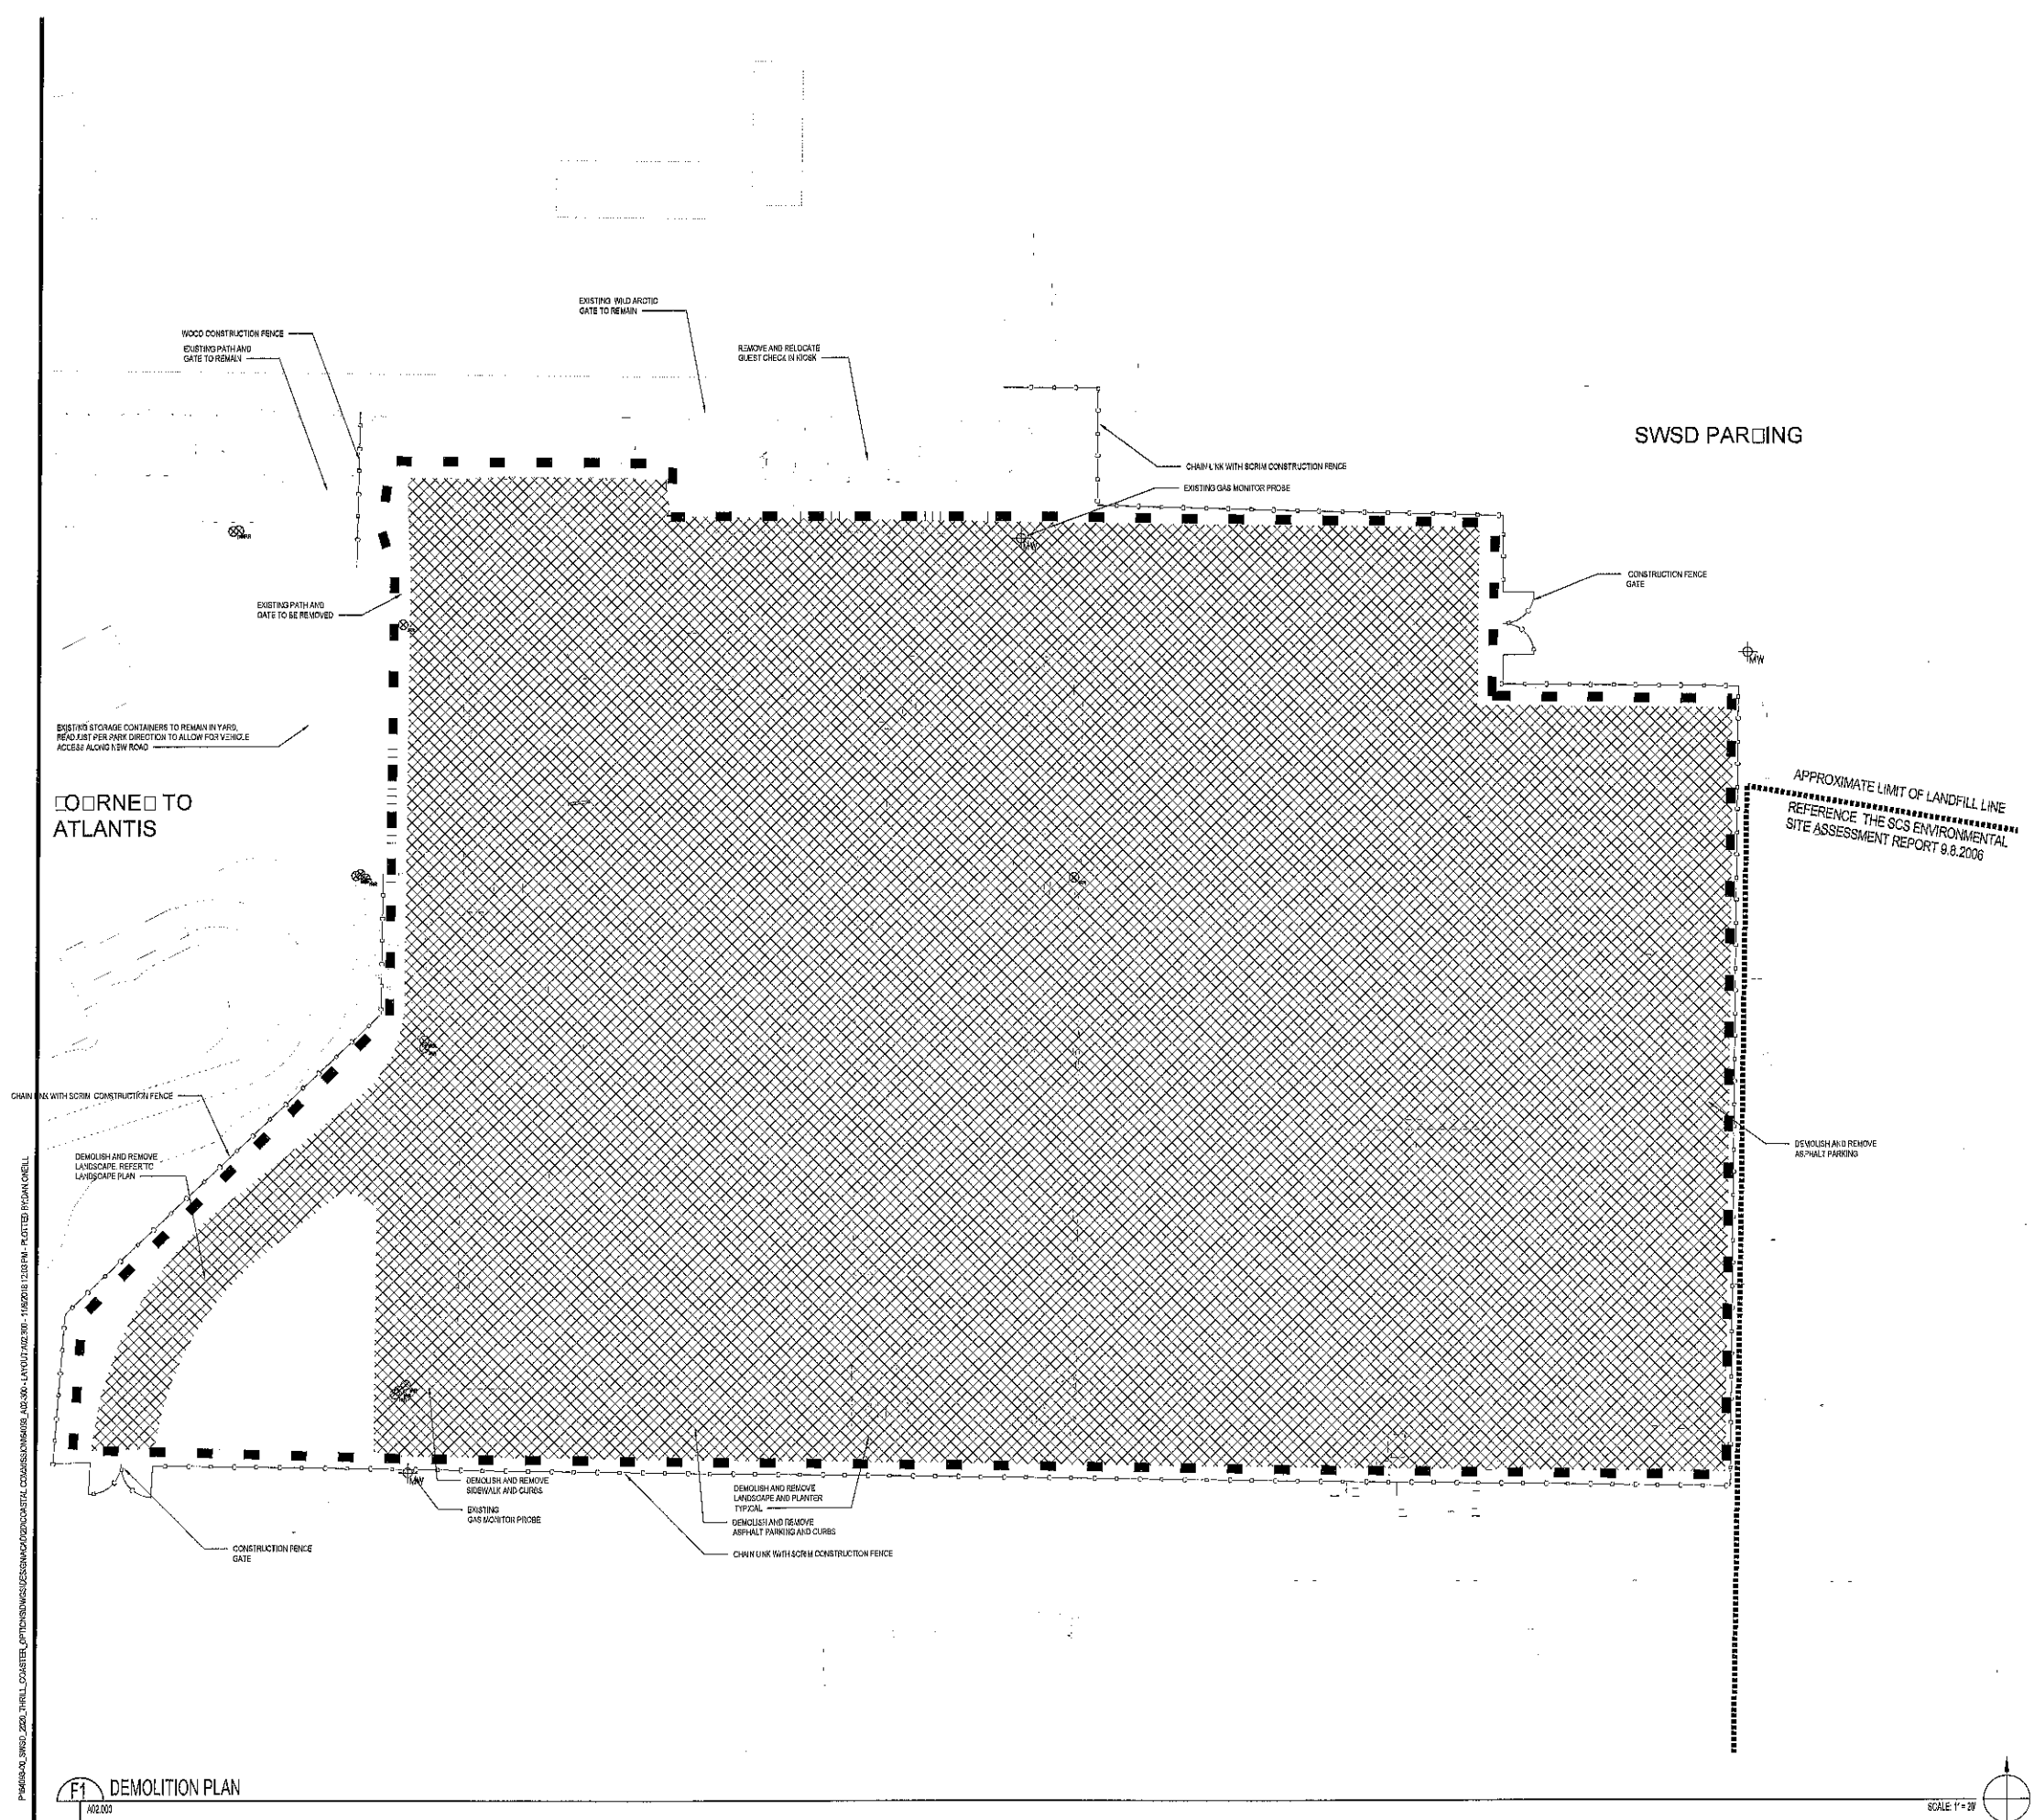 EXISTING WILD ARCTIC
GATE TO REMAIN
WOOD CONSTRUCTION FENCE
EXISTING PATH AND
GATE TO REMAIN
REMOVE AND RELOCATE
GUEST CHECK IN KIOSK
SWSD PAR□ING
CHAIN LINK WITH SCRIM CONSTRUCTION FENCE
EXISTING GAS MONITOR PROBE
MW
CONSTRUCTION FENCE
GATE
EXISTING PATH AND
GATE TO BE REMOVED
MW
EXISTING STORAGE CONTAINERS TO REMAIN IN YARD,
READJUST PER PARK DIRECTION TO ALLOW FOR VEHICLE
ACCESS ALONG NEW ROAD
□O□RNE□ TO
ATLANTIS
APPROXIMATE LIMIT OF LANDFILL LINE
REFERENCE THE SCS ENVIRONMENTAL
SITE ASSESSMENT REPORT 9.8.2006
CHAIN LINK WITH SCRIM CONSTRUCTION FENCE
DEMOLISH AND REMOVE
LANDSCAPE. REFER TO
LANDSCAPE PLAN
DEMOLISH AND REMOVE
ASPHALT PARKING
MW
DEMOLISH AND REMOVE
SIDEWALK AND CURBS
EXISTING
GAS MONITOR PROBE
DEMOLISH AND REMOVE
LANDSCAPE AND PLANTER
TYPICAL
DEMOLISH AND REMOVE
ASPHALT PARKING AND CURBS
CHAIN LINK WITH SCRIM CONSTRUCTION FENCE
CONSTRUCTION FENCE
GATE
F1 DEMOLITION PLAN
A02.000
SCALE: 1" = 20'